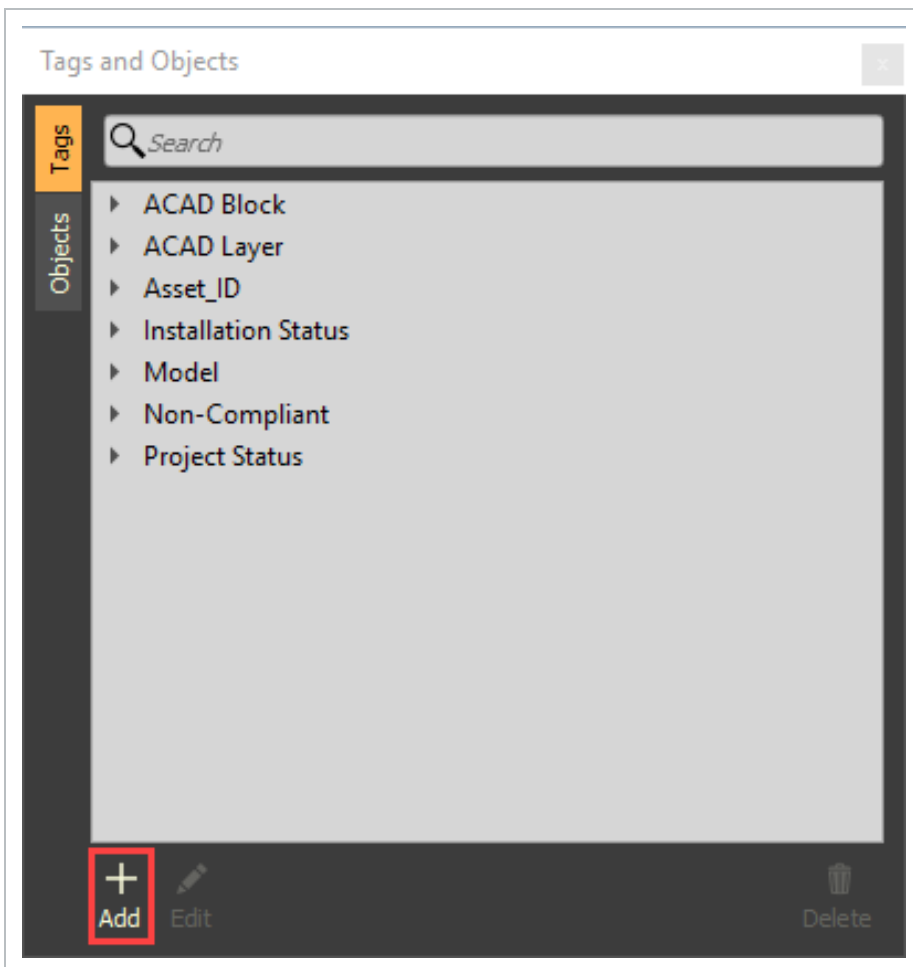 Tags and Objects
x
Tags
Objects
Search
ACAD Block
ACAD Layer
Asset_ID
Installation Status
Model
Non-Compliant
Project Status
Add
Edit
Delete